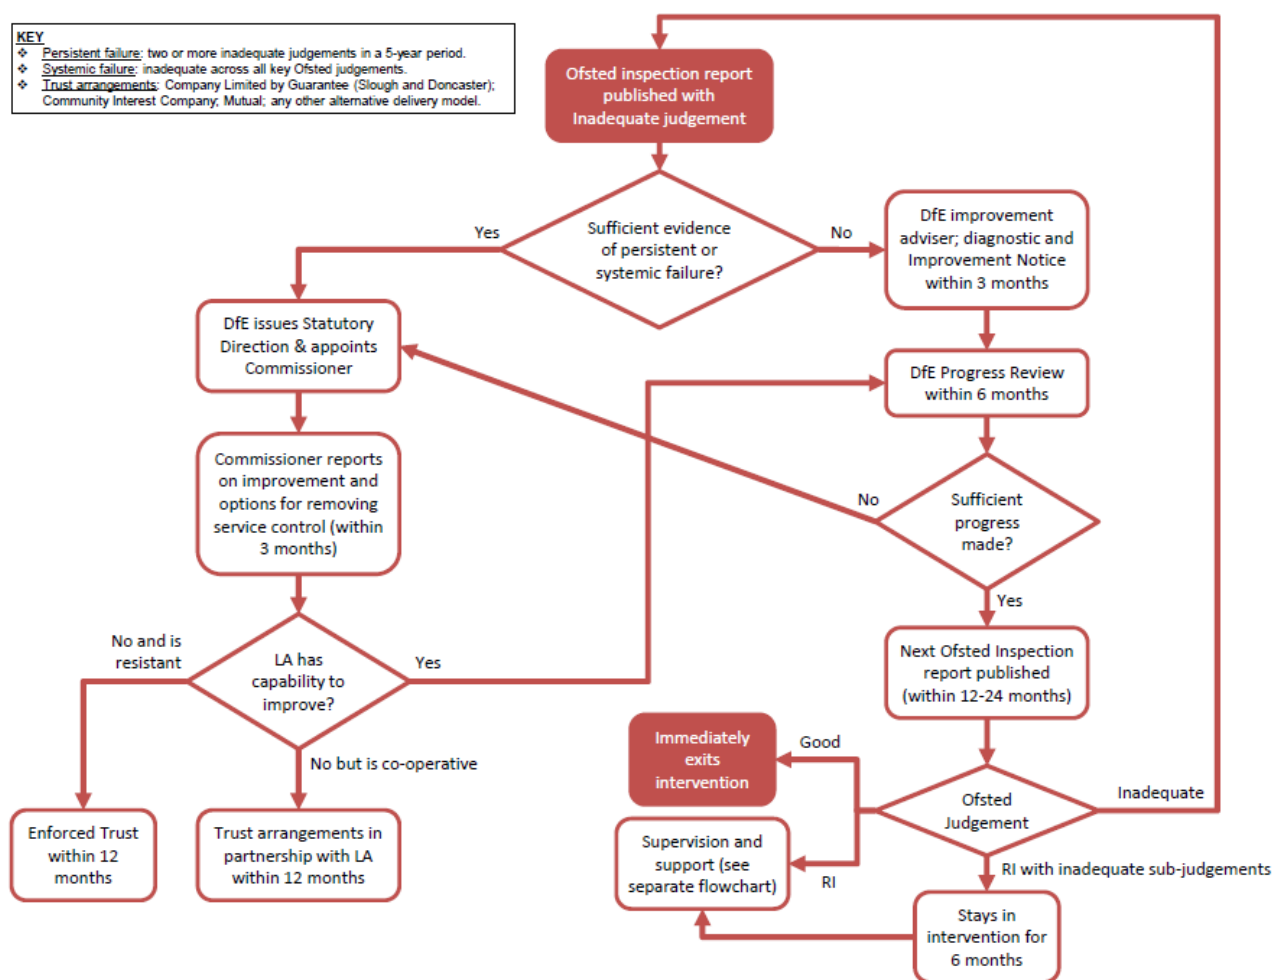 KEY
❖ Persistent failure: two or more inadequate judgements in a 5-year period.
❖ Systemic failure: inadequate across all key Ofsted judgements.
❖ Trust arrangements: Company Limited by Guarantee (Slough and Doncaster);
Community Interest Company; Mutual; any other alternative delivery model.
Ofsted inspection report
published with
Inadequate judgement
Sufficient evidence
of persistent or
systemic failure?
Yes
No
DfE improvement
adviser; diagnostic and
Improvement Notice
within 3 months
DfE issues Statutory
Direction & appoints
Commissioner
DfE Progress Review
within 6 months
Commissioner reports
on improvement and
options for removing
service control (within
3 months)
Sufficient
progress
made?
No
Yes
LA has
capability to
improve?
No and is
resistant
Yes
No but is co-operative
Next Ofsted Inspection
report published
(within 12-24 months)
Enforced Trust
within 12
months
Trust arrangements in
partnership with LA
within 12 months
Immediately
exits
intervention
Good
Ofsted
Judgement
Inadequate
Supervision and
support (see
separate flowchart)
RI
RI with inadequate sub-judgements
Stays in
intervention for
6 months